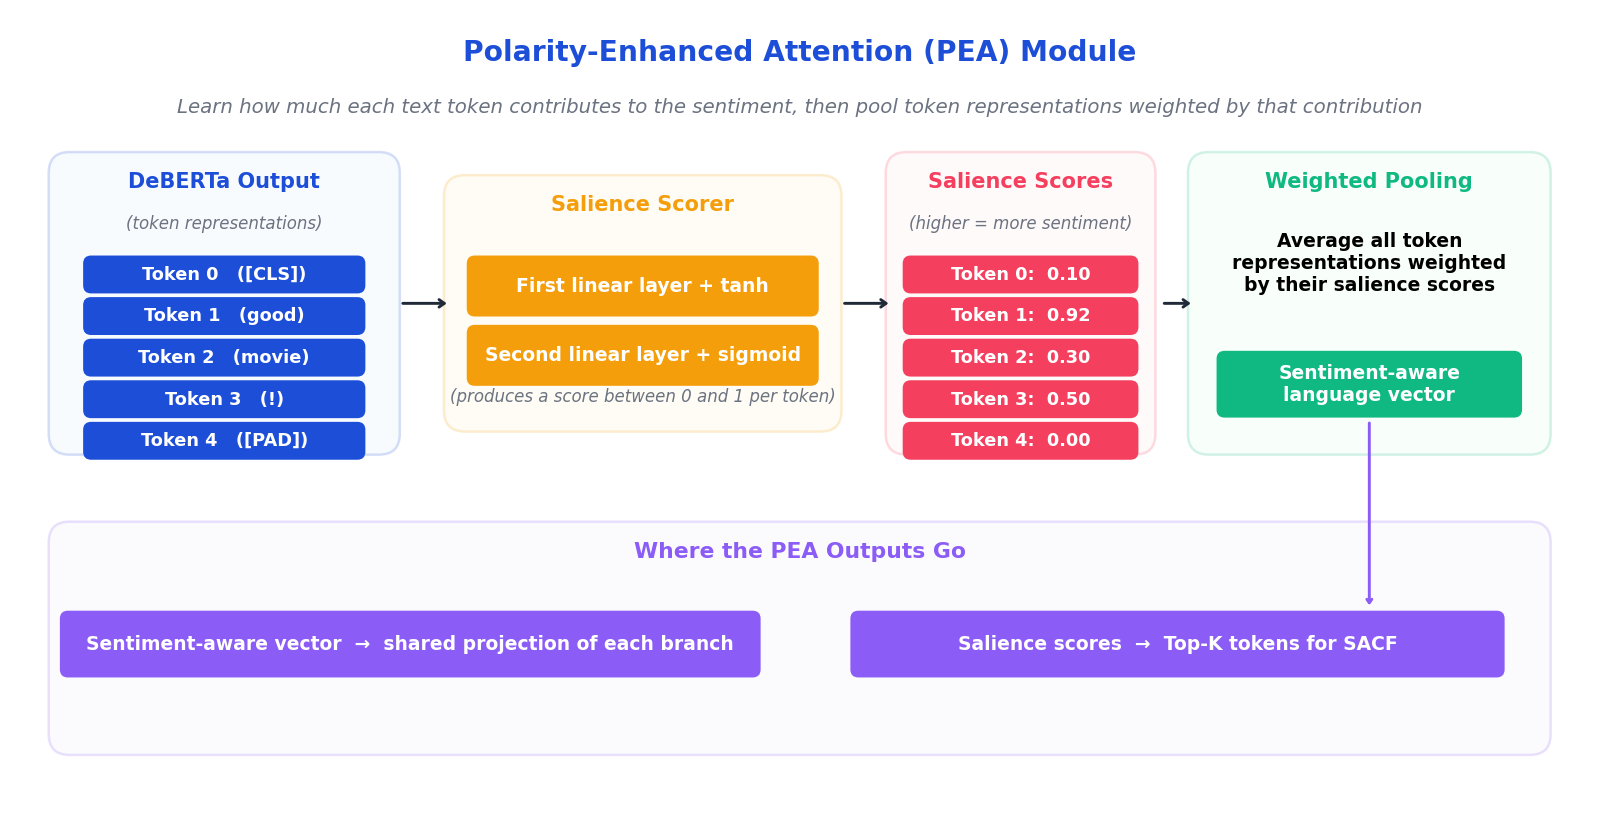 Polarity-Enhanced Attention (PEA) Module
Learn how much each text token contributes to the sentiment, then pool token representations weighted by that contribution
DeBERTa Output
(token representations)
Token 0 ([CLS])
Token 1 (good)
Token 2 (movie)
Token 3 (!)
Token 4 ([PAD])
Salience Scorer
First linear layer + tanh
Second linear layer + sigmoid
(produces a score between 0 and 1 per token)
Salience Scores
(higher = more sentiment)
Token 0: 0.10
Token 1: 0.92
Token 2: 0.30
Token 3: 0.50
Token 4: 0.00
Weighted Pooling
Average all token
representations weighted
by their salience scores
Sentiment-aware
language vector
Where the PEA Outputs Go
Sentiment-aware vector → shared projection of each branch
Salience scores → Top-K tokens for SACF